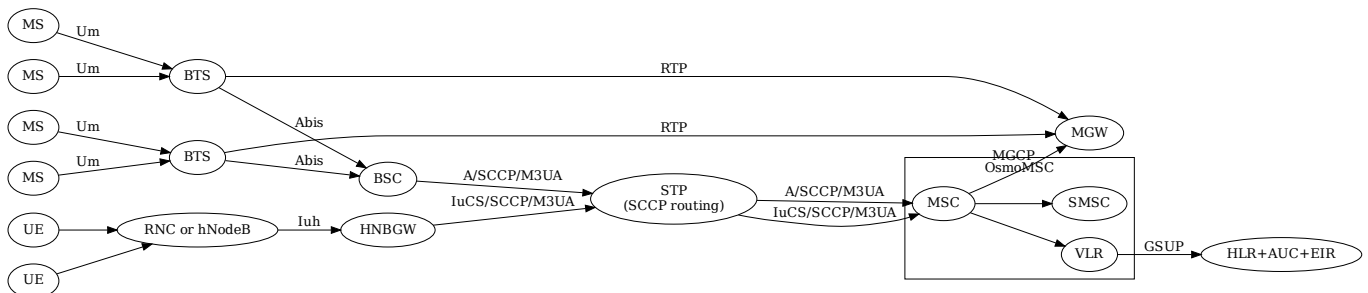 MS
Um
MS
Um
BTS
RTP
MS
Um
Abis
RTP
MGW
MS
Um
BTS
Abis
BSC
A/SCCP/M3UA
IuCS/SCCP/M3UA
STP
(SCCP routing)
A/SCCP/M3UA
IuCS/SCCP/M3UA
MGCP
OsmoMSC
MSC
SMSC
UE
RNC or hNodeB
Iuh
HNBGW
VLR
GSUP
HLR+AUC+EIR
UE